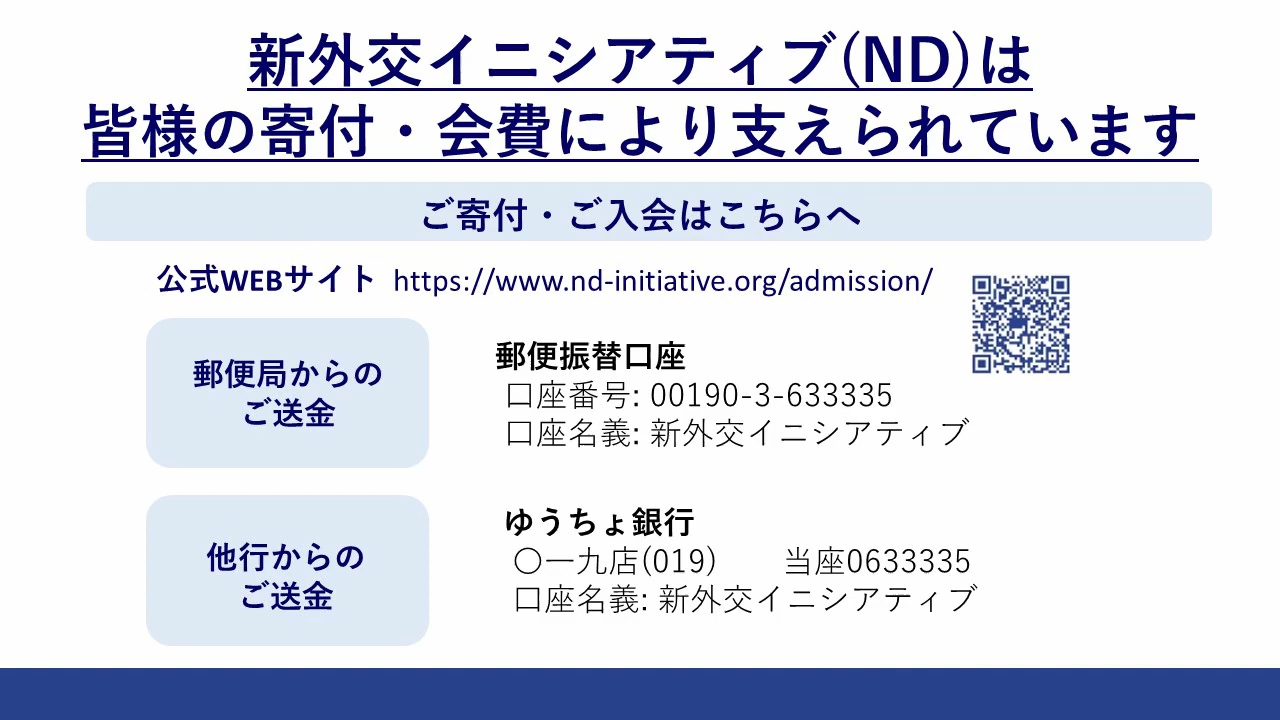 新外交イニシアティブ(ND)は
皆様の寄付・会費により支えられています
ご寄付・ご入会はこちらへ
公式WEBサイト https://www.nd-initiative.org/admission/
郵便局からの
ご送金
郵便振替口座
口座番号: 00190-3-633335
口座名義: 新外交イニシアティブ
他行からの
ご送金
ゆうちょ銀行
〇一九店(019)　　当座0633335
口座名義: 新外交イニシアティブ